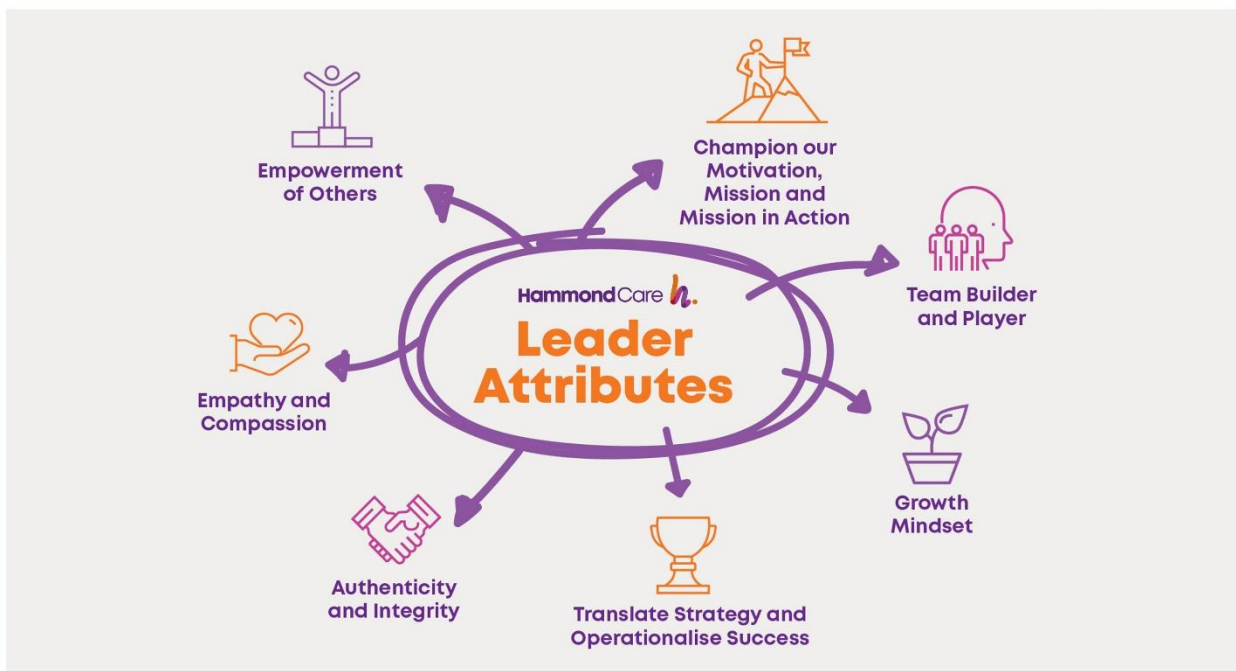 Empowerment
of Others
Champion our
Motivation,
Mission and
Mission in Action
Team Builder
and Player
HammondCare h.
Leader
Attributes
Empathy and
Compassion
Growth
Mindset
Authenticity
and Integrity
Translate Strategy and
Operationalise Success